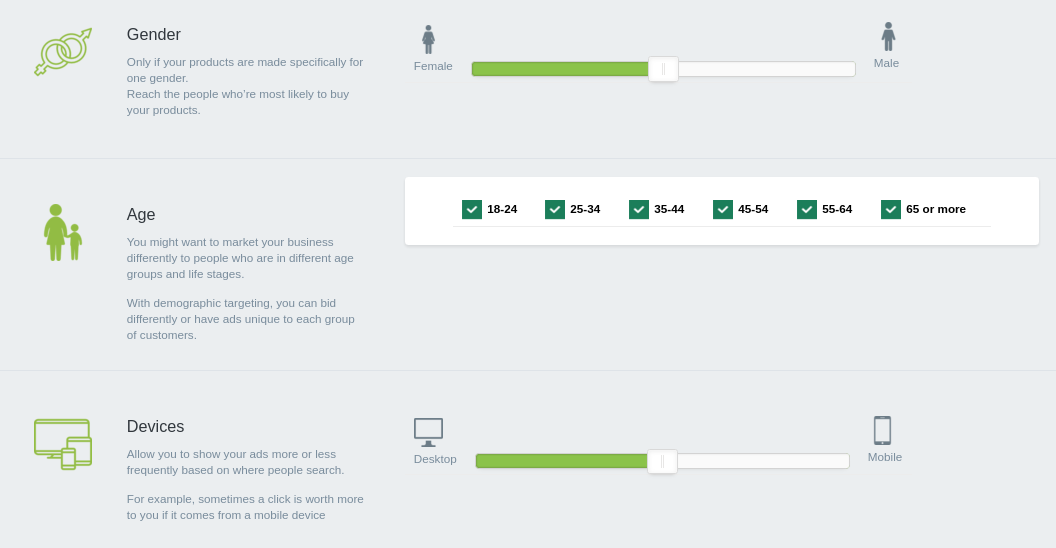 Gender
Only if your products are made specifically for
one gender.
Reach the people who're most likely to buy
your products.
Female
Male
Age
You might want to market your business
differently to people who are in different age
groups and life stages.
With demographic targeting, you can bid
differently or have ads unique to each group
of customers.
18-24 25-34 35-44 45-54 55-64 65 or more
Devices
Allow you to show your ads more or less
frequently based on where people search.
For example, sometimes a click is worth more
to you if it comes from a mobile device
Desktop
Mobile